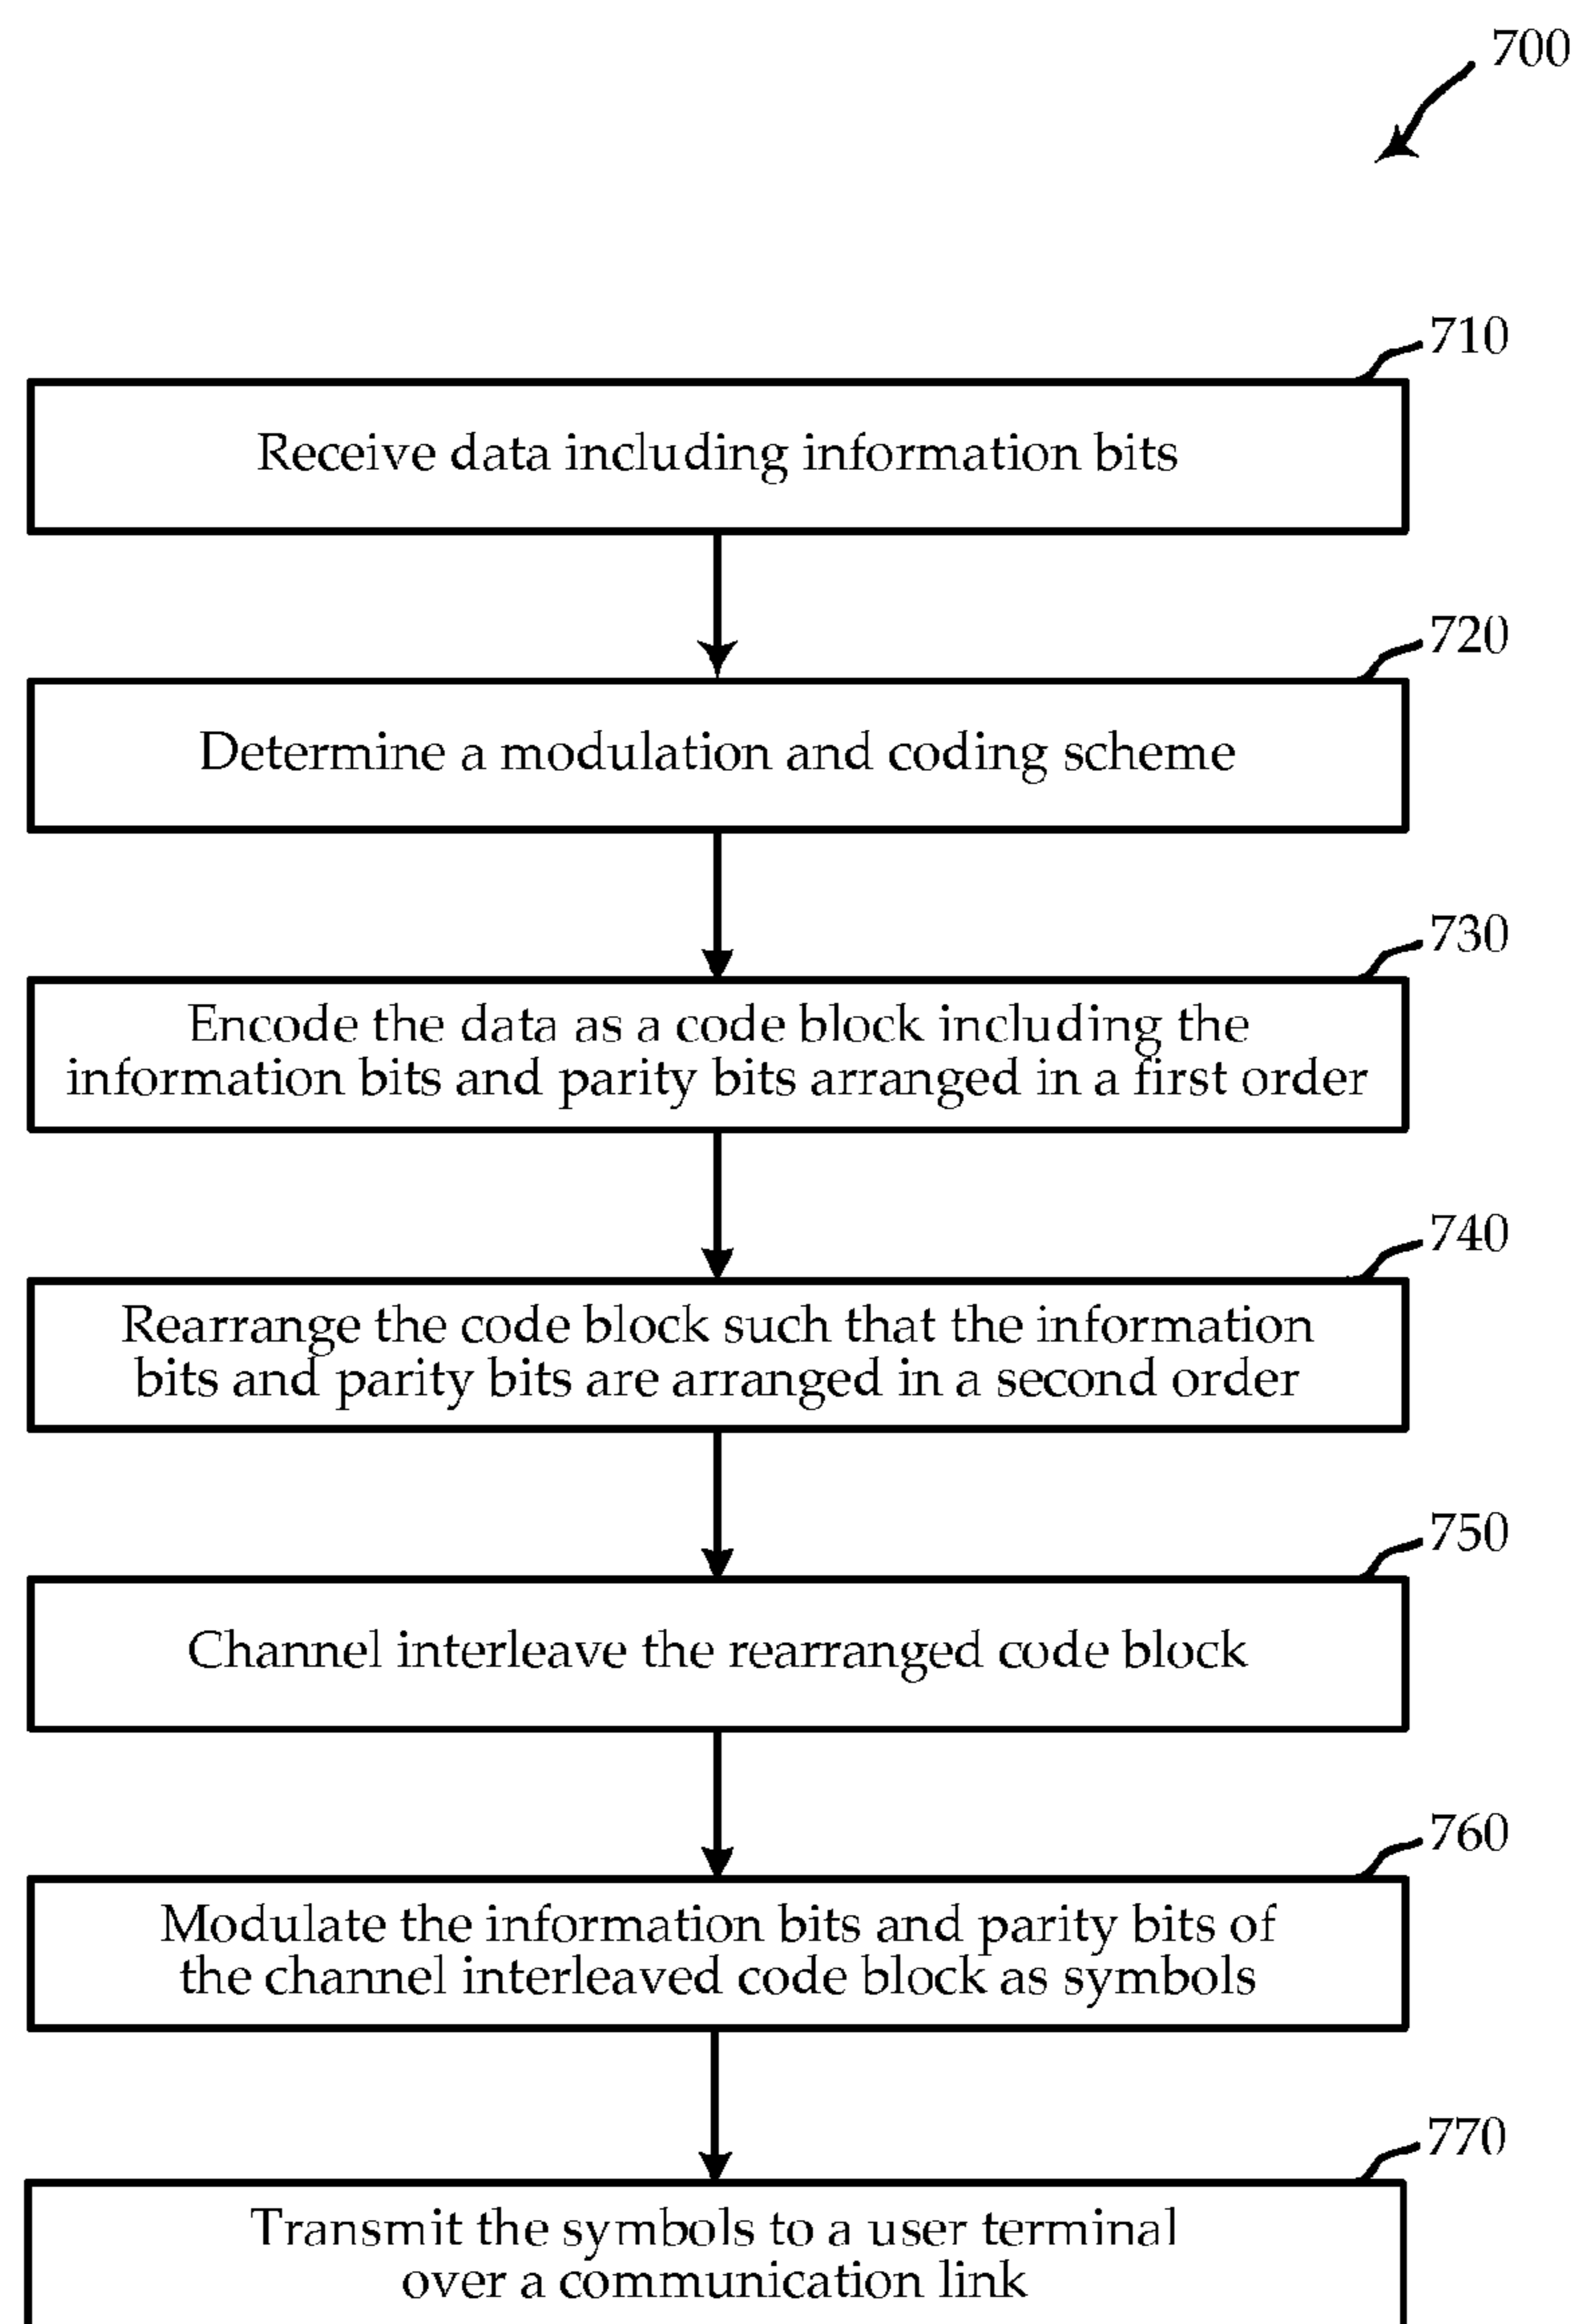 700
710
Receive data including information bits
720
Determine a modulation and coding scheme
730
Encode the data as a code block including the
information bits and parity bits arranged in a first order
740
Rearrange the code block such that the information
bits and parity bits are arranged in a second order
750
Channel interleave the rearranged code block
760
Modulate the information bits and parity bits of
the channel interleaved code block as symbols
770
Transmit the symbols to a user terminal
over a communication link